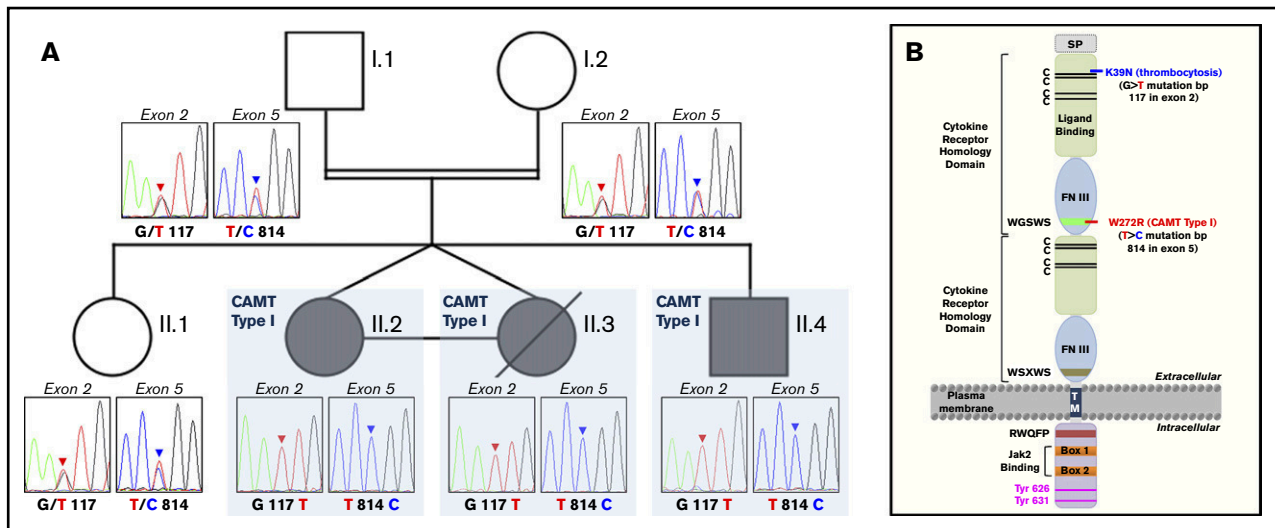 A
I.1
I.2
Exon 2
Exon 5
G/T 117
T/C 814
Exon 2
Exon 5
G/T 117
T/C 814
II.1
CAMT
Type I
II.2
CAMT
Type I
II.3
CAMT
Type I
II.4
Exon 2
Exon 5
G/T 117
T/C 814
Exon 2
Exon 5
G 117 T
T 814 C
Exon 2
Exon 5
G 117 T
T 814 C
Exon 2
Exon 5
G 117 T
T 814 C
B
SP
C
C
C
C
K39N (thrombocytosis)
(G>T mutation bp
117 in exon 2)
Ligand
Binding
Cytokine
Receptor
Homology
Domain
FN III
WGSWS
W272R (CAMT Type I)
(T>C mutation bp
814 in exon 5)
C
C
C
C
Cytokine
Receptor
Homology
Domain
FN III
WSXWS
Extracellular
Plasma
membrane
T
M
Intracellular
RWQFP
Jak2
Binding
Box 1
Box 2
Tyr 626
Tyr 631